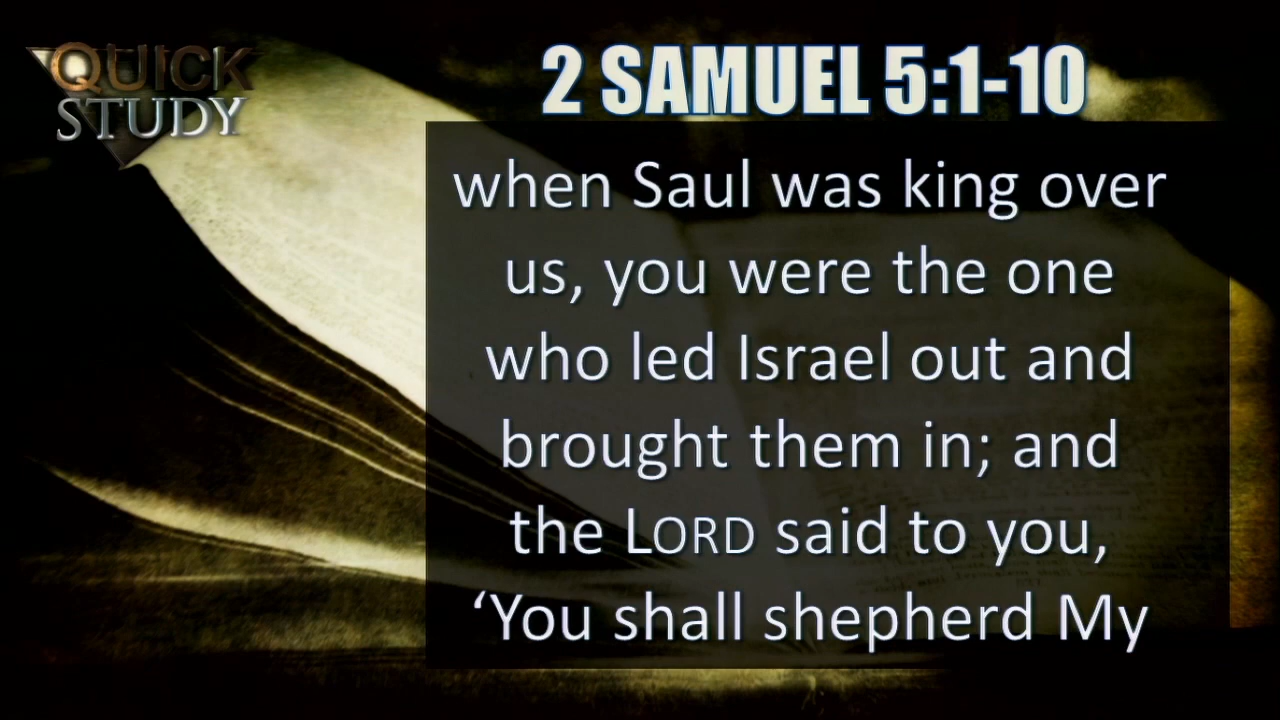 QUICK
STUDY
2 SAMUEL 5:1-10
when Saul was king over
us, you were the one
who led Israel out and
brought them in; and
the LORD said to you,
‘You shall shepherd My